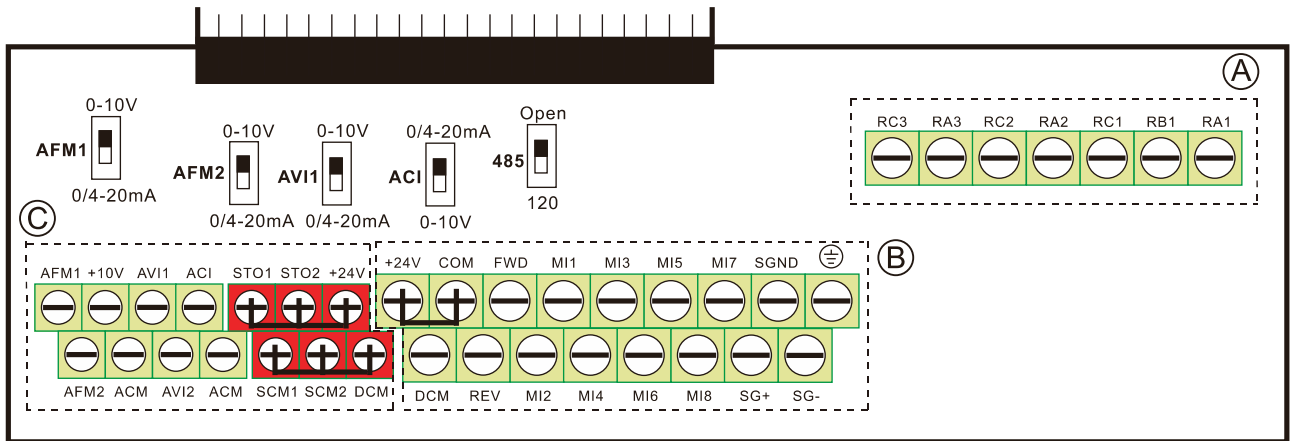 A
0-10V
AFM1
0/4-20mA
0-10V
AFM2
0/4-20mA
0-10V
AVI1
0/4-20mA
0/4-20mA
ACI
0-10V
Open
485
120
RC3 RA3 RC2 RA2 RC1 RB1 RA1
C
AFM1 +10V AVI1 ACI STO1 STO2 +24V
AFM2 ACM AVI2 ACM SCM1 SCM2 DCM
B
+24V COM FWD MI1 MI3 MI5 MI7 SGND
DCM REV MI2 MI4 MI6 MI8 SG+ SG-